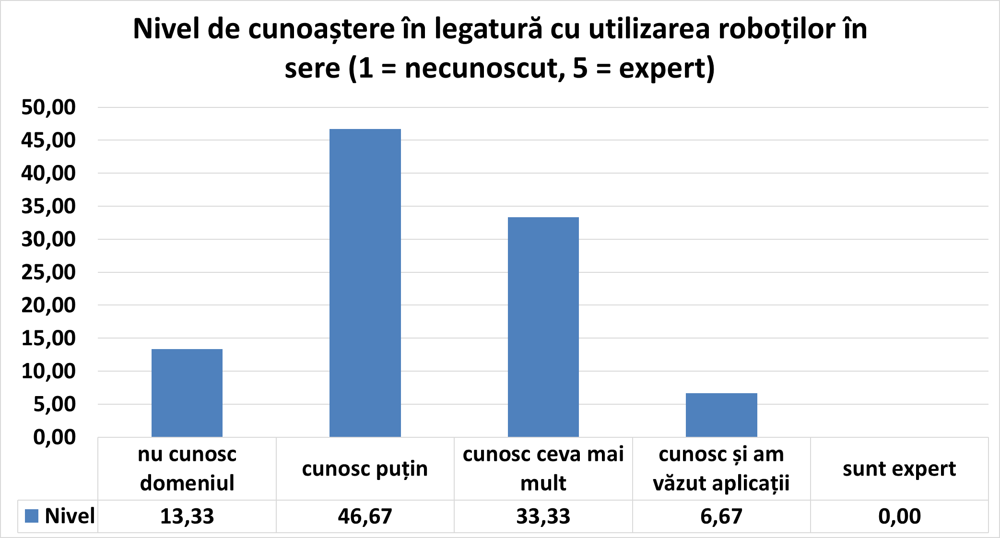 Nivel de cunoaștere în legatură cu utilizarea roboților în
sere (1 = necunoscut, 5 = expert)
50,00
45,00
40,00
35,00
30,00
25,00
20,00
15,00
10,00
5,00
0,00
nu cunosc
domeniul
cunosc puțin
cunosc ceva mai
mult
cunosc și am
văzut aplicații
sunt expert
Nivel 13,33 46,67 33,33 6,67 0,00